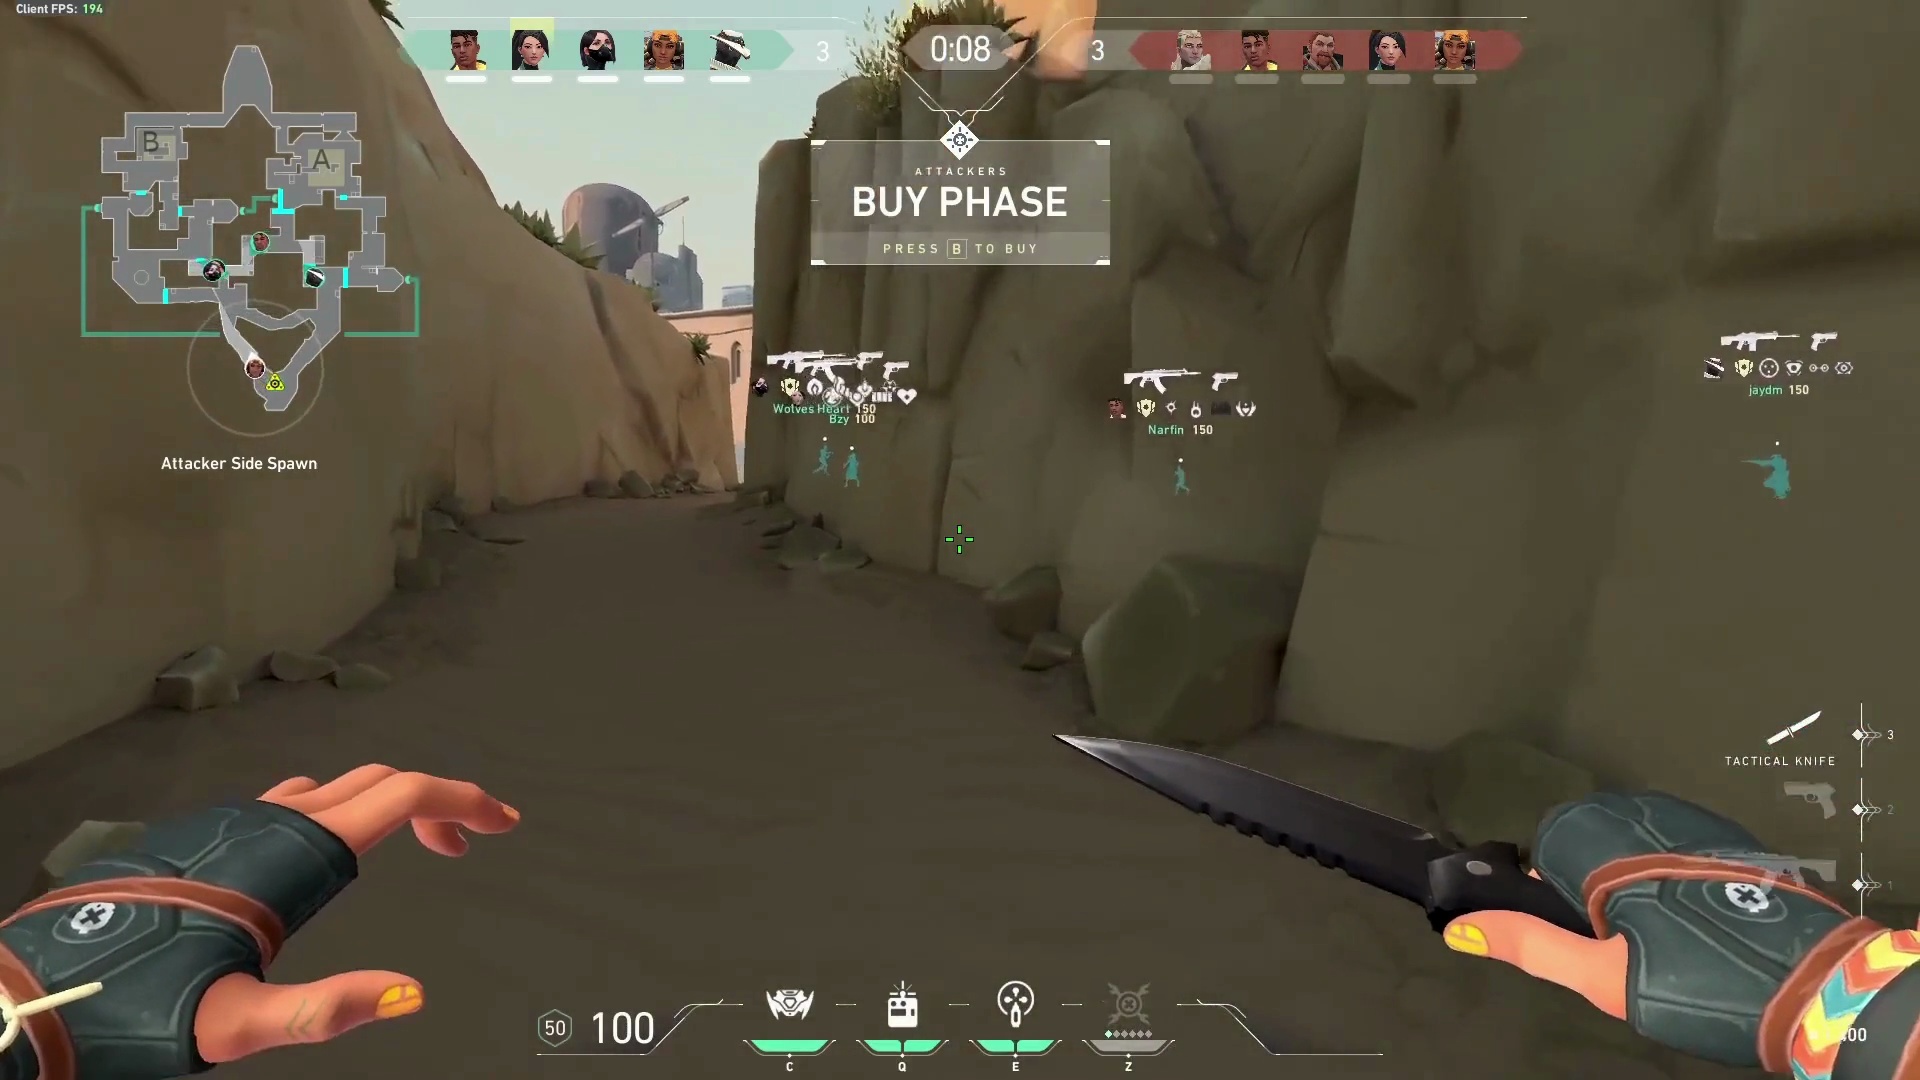 Client FPS: 194
3
0:08
3
ATTACKERS
BUY PHASE
PRESS B TO BUY
B
A
Attacker Side Spawn
Wolves Heart 150
Bzy 100
Narfin 150
jaydm 150
3
TACTICAL KNIFE
2
1
50
100
C
Q
E
Z